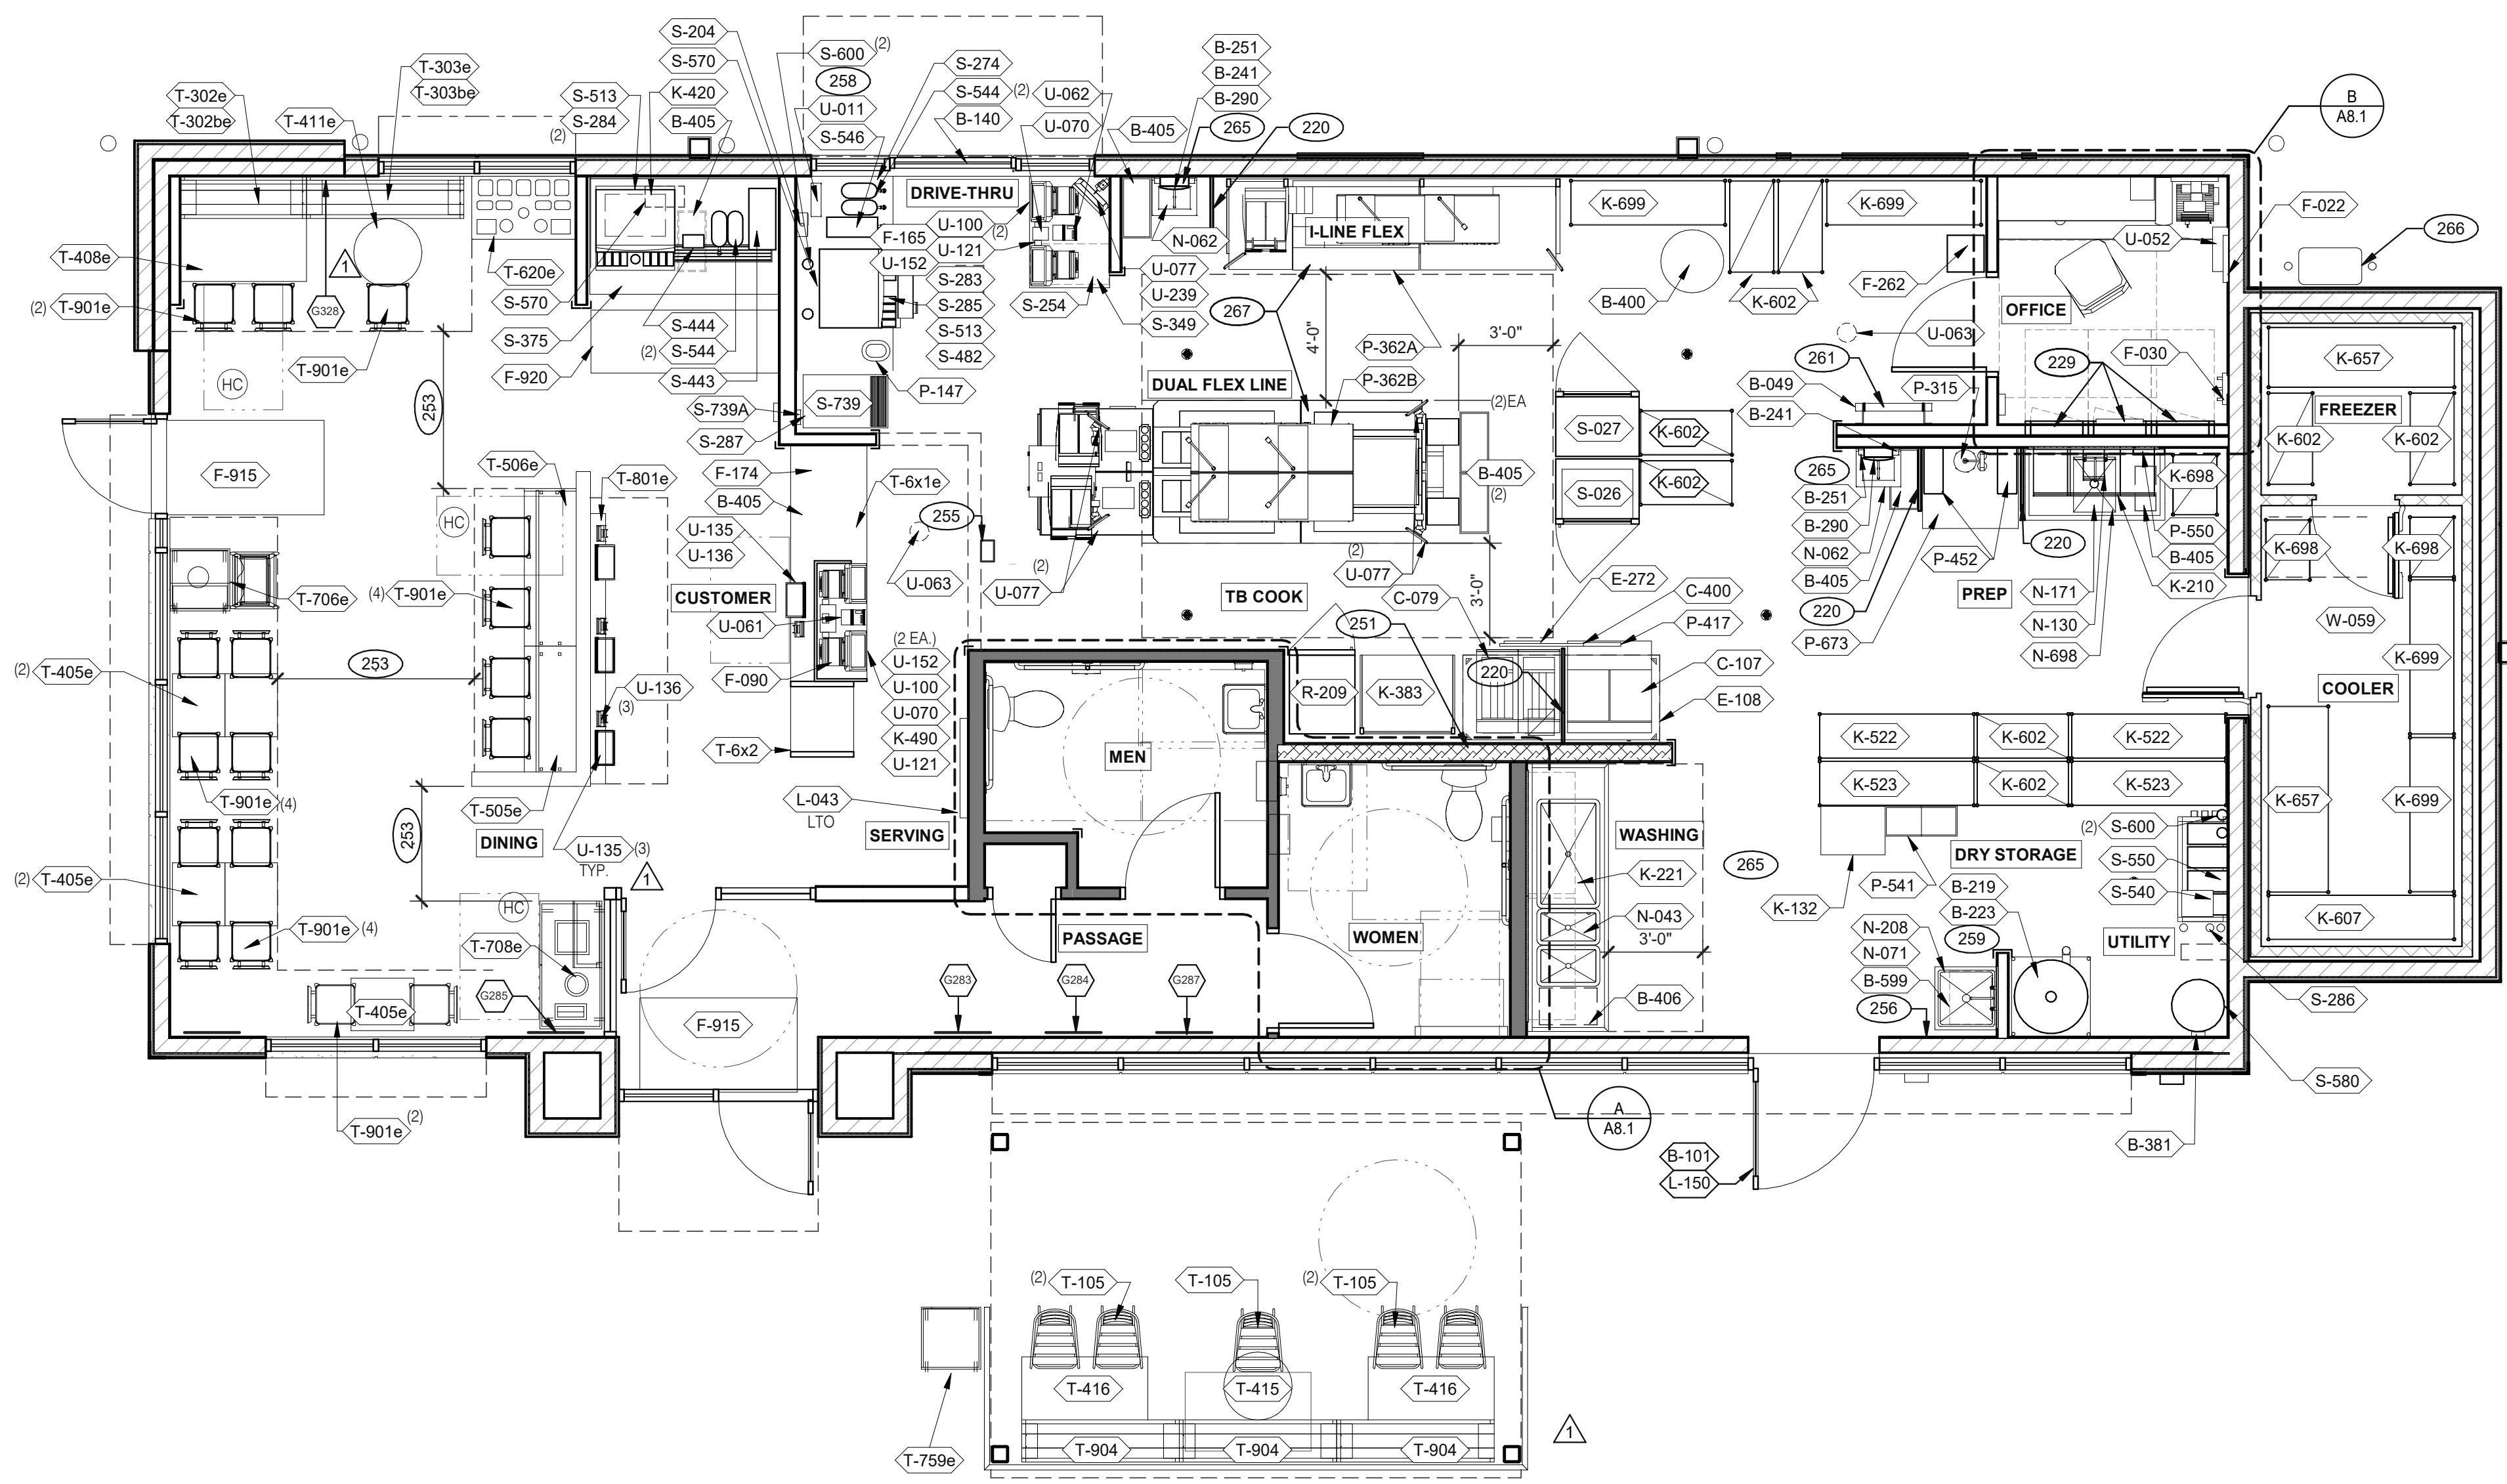 S-204
S-570
S-600 (2)
258
U-011
S-546
S-274
S-544 (2)
B-140
U-062
U-070
B-251
B-241
B-290
B-405
265
220
B
A8.1
T-303e
T-303be
T-302e
T-302be
T-411e
(2)
S-513
S-284
K-420
B-405
DRIVE-THRU
F-165
U-152
U-100
U-121
(2)
S-283
S-285
S-513
S-482
S-254
N-062
I-LINE FLEX
K-699
K-699
F-022
U-052
266
T-408e
1
T-620e
S-570
(2) T-901e
G328
T-901e
S-375
F-920
S-444
(2) S-544
S-443
U-077
U-239
S-349
267
4'-0"
3'-0"
B-400
K-602
F-262
OFFICE
U-063
HC
253
S-739A
S-739
S-287
P-147
DUAL FLEX LINE
P-362A
P-362B
(2)EA
261
B-049
B-241
P-315
229
F-030
K-657
FREEZER
K-602
K-602
S-027
K-602
F-915
T-506e
HC
T-801e
F-174
B-405
U-135
U-136
T-6x1e
255
B-405
(2)
S-026
K-602
265
B-251
B-290
N-062
B-405
220
P-673
P-452
220
K-698
P-550
B-405
K-210
N-171
N-130
N-698
PREP
K-698
K-698
W-059
T-706e
(4) T-901e
CUSTOMER
U-061
U-063
(2)
U-077
(2)
U-077
TB COOK
C-079
3'-0"
E-272
C-400
P-417
251
(2) T-405e
253
F-090
(2 EA.)
U-152
U-100
U-070
K-490
U-121
U-136
(3)
T-6x2
R-209
K-383
220
C-107
E-108
K-699
COOLER
MEN
K-522
K-602
K-522
K-523
K-602
K-523
K-657
K-699
T-901e (4)
T-505e
253
DINING
L-043
LTO
SERVING
U-135 (3)
TYP.
1
WASHING
265
K-221
(2) S-600
S-550
S-540
DRY STORAGE
P-541
K-132
B-219
B-223
(2) T-405e
HC
T-901e (4)
T-708e
PASSAGE
WOMEN
N-043
3'-0"
N-208
N-071
B-599
259
UTILITY
K-607
G285
G283
G284
G287
T-405e
F-915
B-406
256
S-286
S-580
T-901e (2)
A
A8.1
B-101
L-150
B-381
(2) T-105
T-105
(2) T-105
T-416
T-415
T-416
T-904
T-904
T-904
T-759e
1